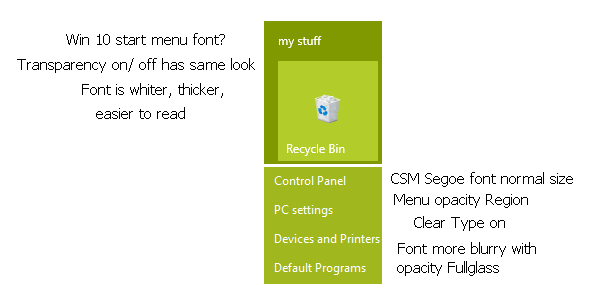 Win 10 start menu font?
Transparency on/ off has same look
Font is whiter, thicker,
easier to read
my stuff
Recycle Bin
Control Panel
PC settings
Devices and Printers
Default Programs
CSM Segoe font normal size
Menu opacity Region
Clear Type on
Font more blurry with
opacity Fullglass